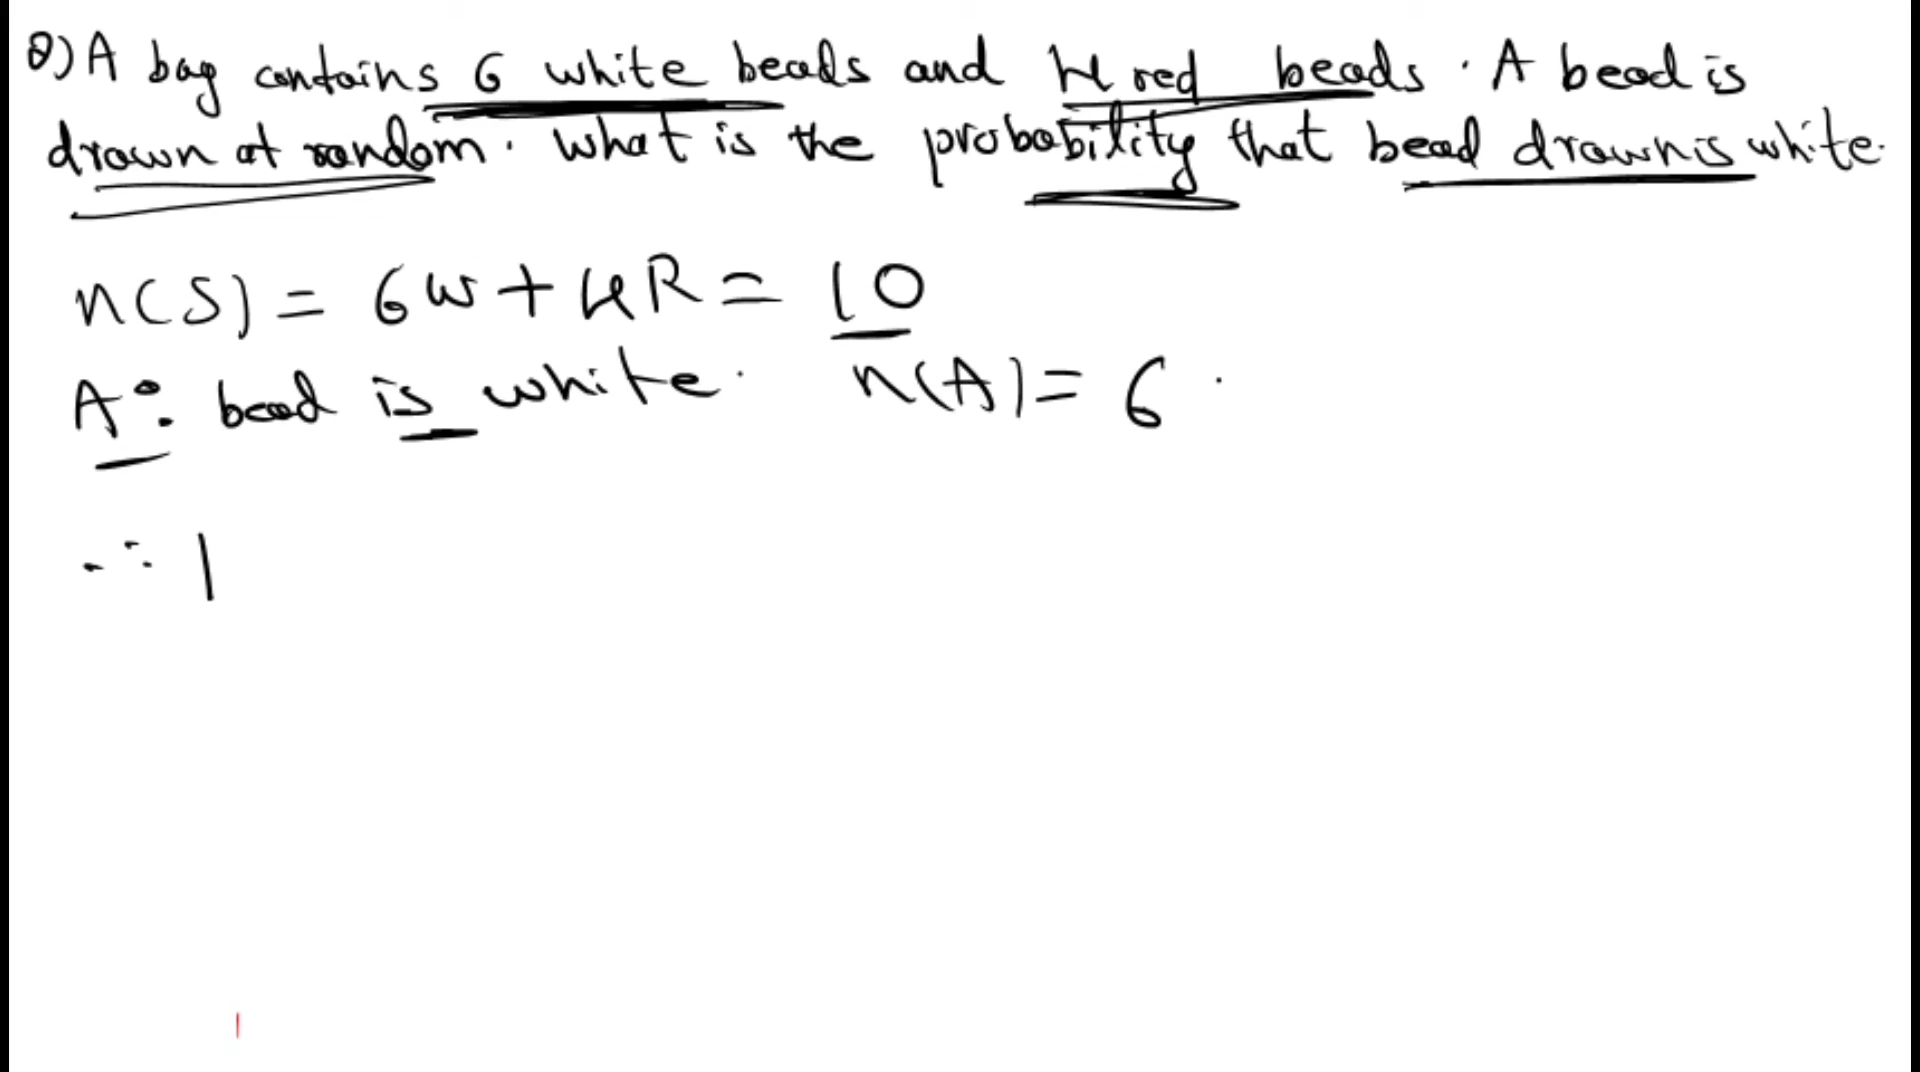 Q) A bag contains 6 white beads and 4 red beads. A bead is
drawn at random. What is the probability that bead drawn is white.
n(S) = 6W + 4R = 10
A: bead is white. n(A) = 6.
∴ |